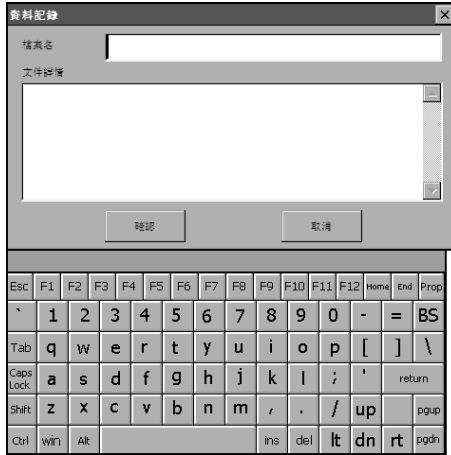 資料記錄
檔案名
文件詳情
確認 取消
Esc F1 F2 F3 F4 F5 F6 F7 F8 F9 F10 F11 F12 Home End Prop
` 1 2 3 4 5 6 7 8 9 0 - = BS
Tab q w e r t y u i o p [ ] \
Caps Lock a s d f g h j k l ; ' return
Shift z x c v b n m , . / up pgup
Ctrl win Alt ins del lt dn rt pgdn